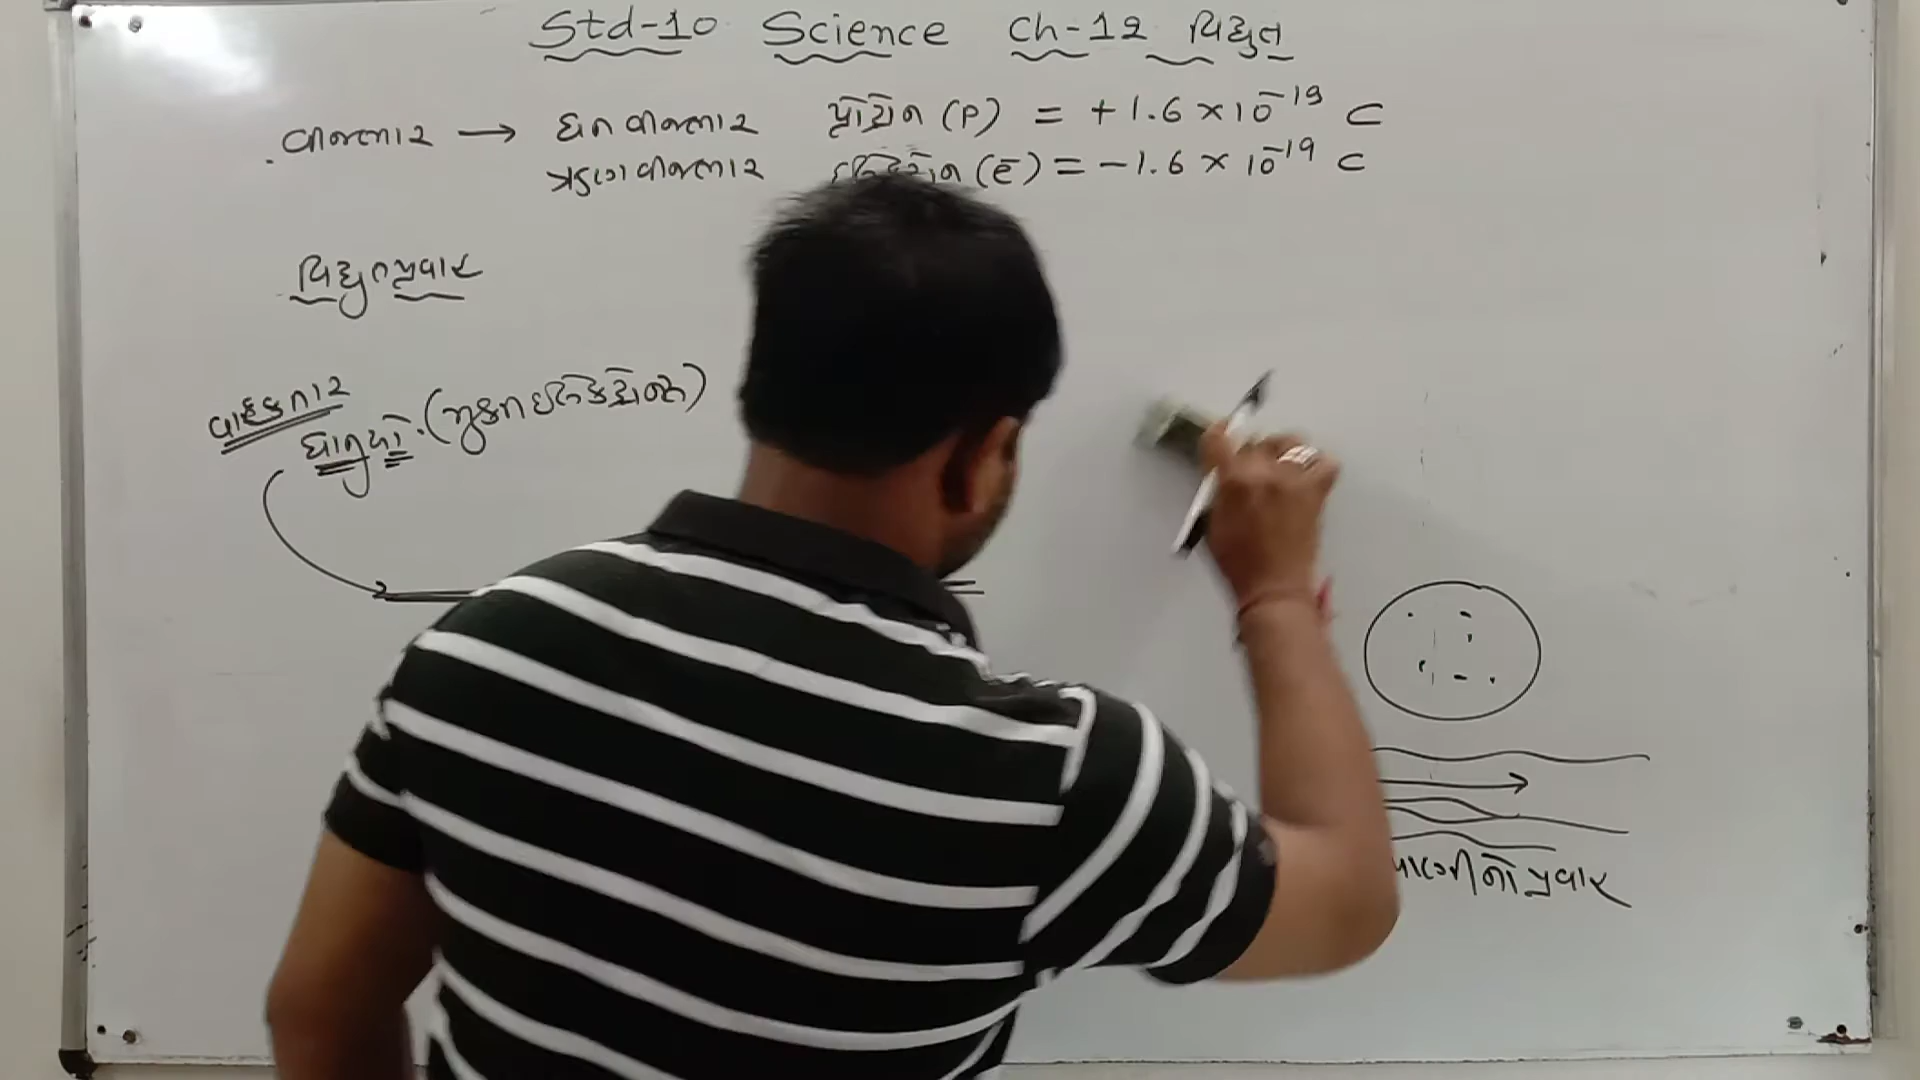 Std-10 Science Ch-12 વિદ્યુત
વીજભાર → ધન વીજભાર પ્રોટોન (P) = +1.6 × 10⁻¹⁹ C
ઋણ વીજભાર (e̅) = -1.6 × 10⁻¹⁹ C
વિદ્યુતપ્રવાહ
વાહકતાર
ધાતુઓ. (મુક્ત ઇલેક્ટ્રોન્સ)
પાણીનો પ્રવાહ